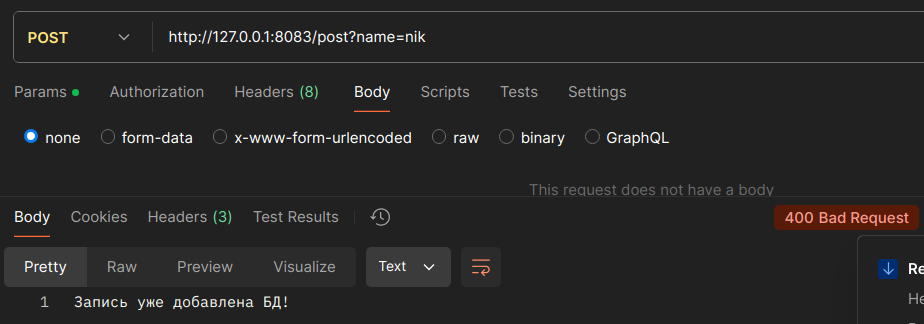 POST http://127.0.0.1:8083/post?name=nik
Params Authorization Headers (8) Body Scripts Tests Settings
none form-data x-www-form-urlencoded raw binary GraphQL
This request does not have a body
Body Cookies Headers (3) Test Results 400 Bad Request
Pretty Raw Preview Visualize Text
1 Запись уже добавлена БД!